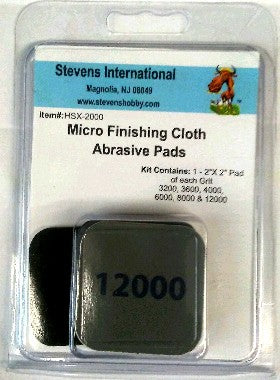 Stevens International
Magnolia, NJ 08049
www.stevenshobby.com
Item#:HSX-2000
Micro Finishing Cloth
Abrasive Pads
Kit Contains: 1 - 2"X 2" Pad
of each Grit
3200, 3600, 4000,
6000, 8000 & 12000
12000